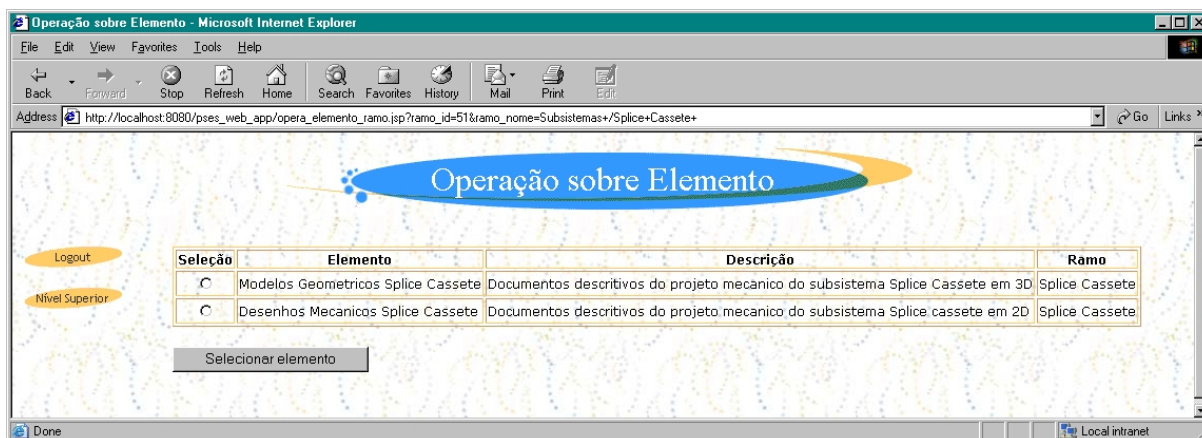 Operação sobre Elemento - Microsoft Internet Explorer
File Edit View Favorites Tools Help
Back Forward Stop Refresh Home Search Favorites History Mail Print Edit
Address http://localhost:8080/pses_web_app/opera_elemento_ramo.jsp?ramo_id=51&ramo_nome=Subsistemas+/Splice+Cassete+ Go Links »
Operação sobre Elemento
Logout
Nível Superior
Seleção Elemento Descrição Ramo
Modelos Geometricos Splice Cassete Documentos descritivos do projeto mecanico do subsistema Splice Cassete em 3D Splice Cassete
Desenhos Mecanicos Splice Cassete Documentos descritivos do projeto mecanico do subsistema Splice cassete em 2D Splice Cassete
Selecionar elemento
Done Local intranet